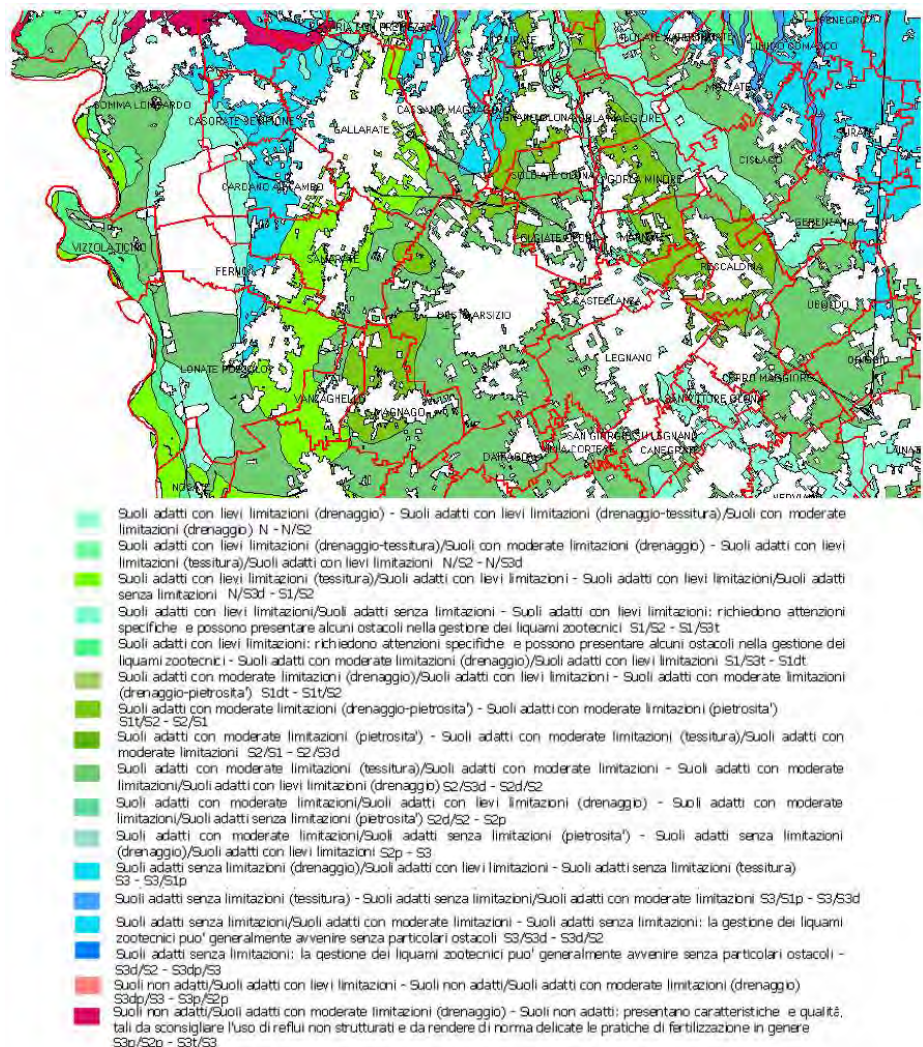 SOMMA LOMBARDO
CASORATE SEMPIONE
GALLARATE
CASSANO MAGNAGO
GORLA MAGGIORE
MOZZATE
CISLAGO
TURATE
CARDANO AL CAMPO
SOLBIATE OLONA
GORLA MINORE
GERENZANO
VIZZOLA TICINO
FERNO
SAMARATE
OLGIATE OLONA
MARNATE
RESCALDINA
CASTELLANZA
UBOLDO
BUSTO ARSIZIO
LEGNANO
ORIGGIO
LONATE POZZOLO
CERRO MAGGIORE
VANZAGHELLO
MAGNAGO
SAN VITTORE OLONA
SAN GIORGIO SU LEGNANO
DAIRAGO
VILLA CORTESE
CANEGRATE
LAINATE
Suoli adatti con lievi limitazioni (drenaggio) - Suoli adatti con lievi limitazioni (drenaggio-tessitura)/Suoli con moderate
limitazioni (drenaggio) N - N/S2
Suoli adatti con lievi limitazioni (drenaggio-tessitura)/Suoli con moderate limitazioni (drenaggio) - Suoli adatti con lievi
limitazioni (tessitura)/Suoli adatti con lievi limitazioni N/S2 - N/S3d
Suoli adatti con lievi limitazioni (tessitura)/Suoli adatti con lievi limitazioni - Suoli adatti con lievi limitazioni/Suoli adatti
senza limitazioni N/S3d - S1/S2
Suoli adatti con lievi limitazioni/Suoli adatti senza limitazioni - Suoli adatti con lievi limitazioni: richiedono attenzioni
specifiche e possono presentare alcuni ostacoli nella gestione dei liquami zootecnici S1/S2 - S1/S3t
Suoli adatti con lievi limitazioni: richiedono attenzioni specifiche e possono presentare alcuni ostacoli nella gestione dei
liquami zootecnici - Suoli adatti con moderate limitazioni (drenaggio)/Suoli adatti con lievi limitazioni S1/S3t - S1dt
Suoli adatti con moderate limitazioni (drenaggio)/Suoli adatti con lievi limitazioni - Suoli adatti con moderate limitazioni
(drenaggio-pietrosita') S1dt - S1t/S2
Suoli adatti con moderate limitazioni (drenaggio-pietrosita') - Suoli adatti con moderate limitazioni (pietrosita')
S1t/S2 - S2/S1
Suoli adatti con moderate limitazioni (pietrosita') - Suoli adatti con moderate limitazioni (tessitura)/Suoli adatti con
moderate limitazioni S2/S1 - S2/S3d
Suoli adatti con moderate limitazioni (tessitura)/Suoli adatti con moderate limitazioni - Suoli adatti con moderate
limitazioni/Suoli adatti con lievi limitazioni (drenaggio) S2/S3d - S2d/S2
Suoli adatti con moderate limitazioni/Suoli adatti con lievi limitazioni (drenaggio) - Suoli adatti con moderate
limitazioni/Suoli adatti senza limitazioni (pietrosita') S2d/S2 - S2p
Suoli adatti con moderate limitazioni/Suoli adatti senza limitazioni (pietrosita') - Suoli adatti senza limitazioni
(drenaggio)/Suoli adatti con lievi limitazioni S2p - S3
Suoli adatti senza limitazioni (drenaggio)/Suoli adatti con lievi limitazioni - Suoli adatti senza limitazioni (tessitura)
S3 - S3/S1p
Suoli adatti senza limitazioni (tessitura) - Suoli adatti senza limitazioni/Suoli adatti con moderate limitazioni S3/S1p - S3/S3d
Suoli adatti senza limitazioni/Suoli adatti con moderate limitazioni - Suoli adatti senza limitazioni: la gestione dei liquami
zootecnici puo' generalmente avvenire senza particolari ostacoli S3/S3d - S3d/S2
Suoli adatti senza limitazioni: la gestione dei liquami zootecnici puo' generalmente avvenire senza particolari ostacoli -
S3d/S2 - S3dp/S3
Suoli non adatti/Suoli adatti con lievi limitazioni - Suoli non adatti/Suoli adatti con moderate limitazioni (drenaggio)
S3dp/S3 - S3p/S2p
Suoli non adatti/Suoli adatti con moderate limitazioni (drenaggio) - Suoli non adatti: presentano caratteristiche e qualità,
tali da sconsigliare l'uso di reflui non strutturati e da rendere di norma delicate le pratiche di fertilizzazione in genere
S3p/S2p - S3t/S3